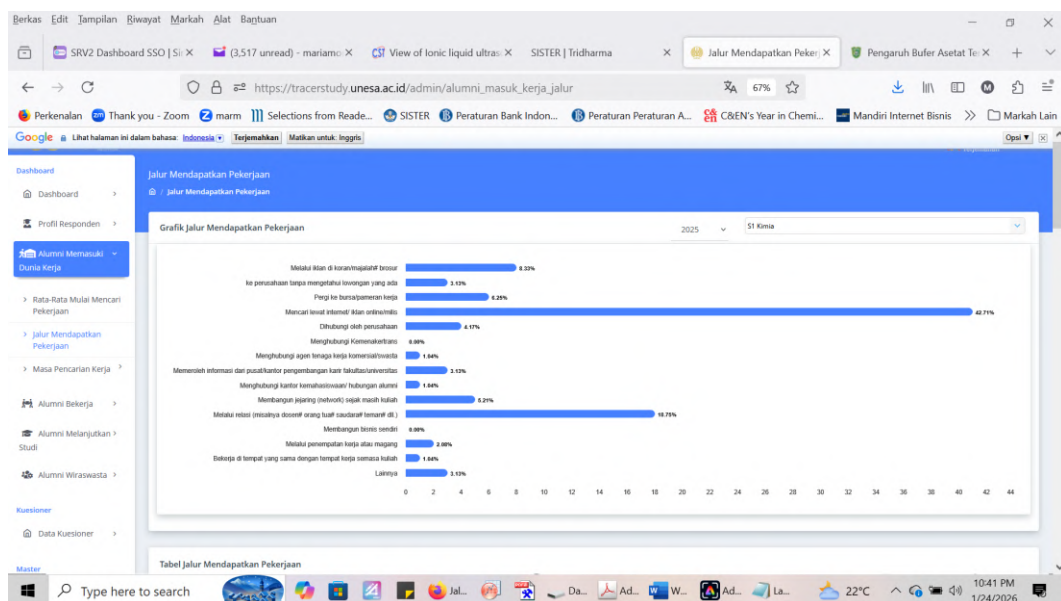 Berkas Edit Tampilan Riwayat Markah Alat Bantuan
SRV2 Dashboard SSO | Si
(3,517 unread) - mariamo
CST View of Ionic liquid ultras
SISTER | Tridharma
Jalur Mendapatkan Pekerj
Pengaruh Bufer Asetat Te
https://tracerstudy.unesa.ac.id/admin/alumni_masuk_kerja_jalur
67%
Perkenalan
Thank you - Zoom
marm
Selections from Reade...
SISTER
Peraturan Bank Indon...
Peraturan Peraturan A...
C&EN's Year in Chemi...
Mandiri Internet Bisnis
Markah Lain
Google Lihat halaman ini dalam bahasa: Indonesia Terjemahkan Matikan untuk: Inggris
Opsi ▼
Dashboard
Dashboard
Profil Responden
Alumni Memasuki Dunia Kerja
Rata-Rata Mulai Mencari
Pekerjaan
Jalur Mendapatkan
Pekerjaan
Masa Pencarian Kerja
Alumni Bekerja
Alumni Melanjutkan
Studi
Alumni Wiraswasta
Kuesioner
Data Kuesioner
Master
Jalur Mendapatkan Pekerjaan
/ Jalur Mendapatkan Pekerjaan
Grafik Jalur Mendapatkan Pekerjaan
2025
S1 Kimia
Melalui iklan di koran/majalah# brosur 8.33%
ke perusahaan tanpa mengetahui lowongan yang ada 3.13%
Pergi ke bursa/pameran kerja 6.25%
Mencari lewat internet/ iklan online/milis 42.71%
Dihubungi oleh perusahaan 4.17%
Menghubungi Kemenakertrans 0.00%
Menghubungi agen tenaga kerja komersial/swasta 1.04%
Memeroleh informasi dari pusat/kantor pengembangan karir fakultas/universitas 3.13%
Menghubungi kantor kemahasiswaan/ hubungan alumni 1.04%
Membangun jejaring (network) sejak masih kuliah 5.21%
Melalui relasi (misalnya dosen# orang tua# saudara# teman# dll.) 18.75%
Membangun bisnis sendiri 0.00%
Melalui penempatan kerja atau magang 2.08%
Bekerja di tempat yang sama dengan tempat kerja semasa kuliah 1.04%
Lainnya 3.13%
0 2 4 6 8 10 12 14 16 18 20 22 24 26 28 30 32 34 36 38 40 42 44
Tabel Jalur Mendapatkan Pekerjaan
Type here to search
Jal...
Da...
Ad...
W...
Ad...
La...
22°C
10:41 PM
1/24/2026